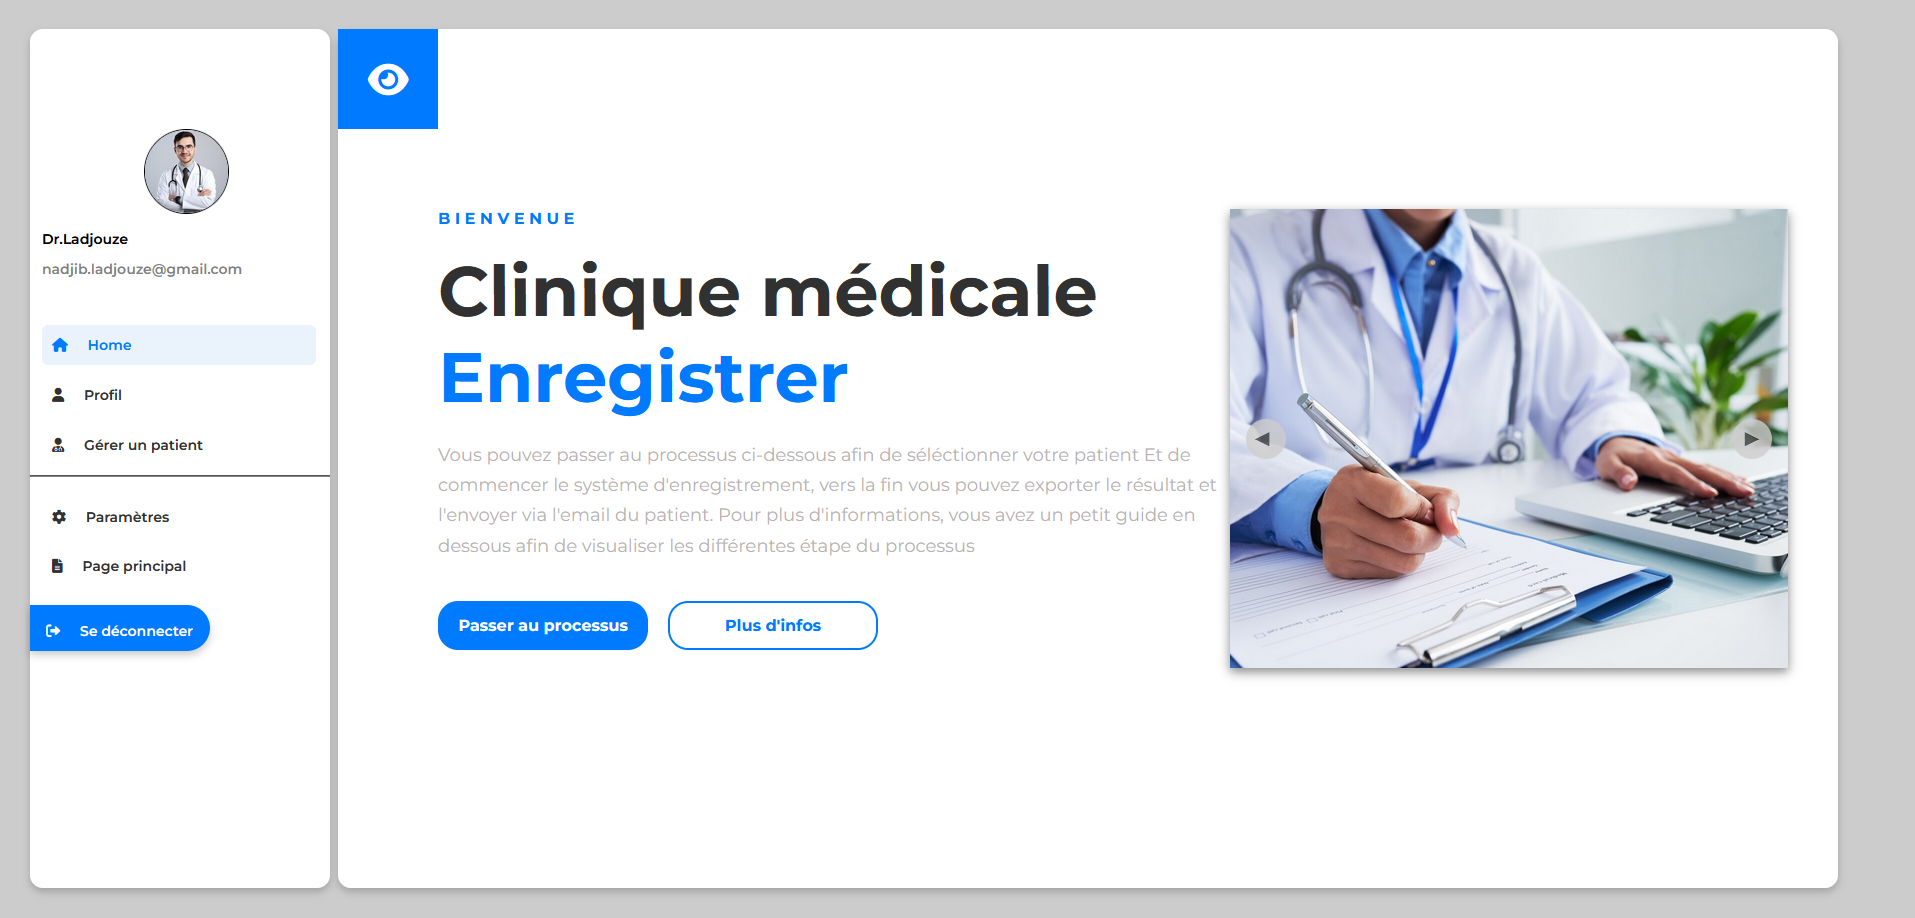 Dr.Ladjouze
nadjib.ladjouze@gmail.com
Home
Profil
Gérer un patient
Paramètres
Page principal
Se déconnecter
BIENVENUE
Clinique médicale
Enregistrer
Vous pouvez passer au processus ci-dessous afin de séléctionner votre patient Et de
commencer le système d'enregistrement, vers la fin vous pouvez exporter le résultat et
l'envoyer via l'email du patient. Pour plus d'informations, vous avez un petit guide en
dessous afin de visualiser les différentes étape du processus
Passer au processus
Plus d'infos